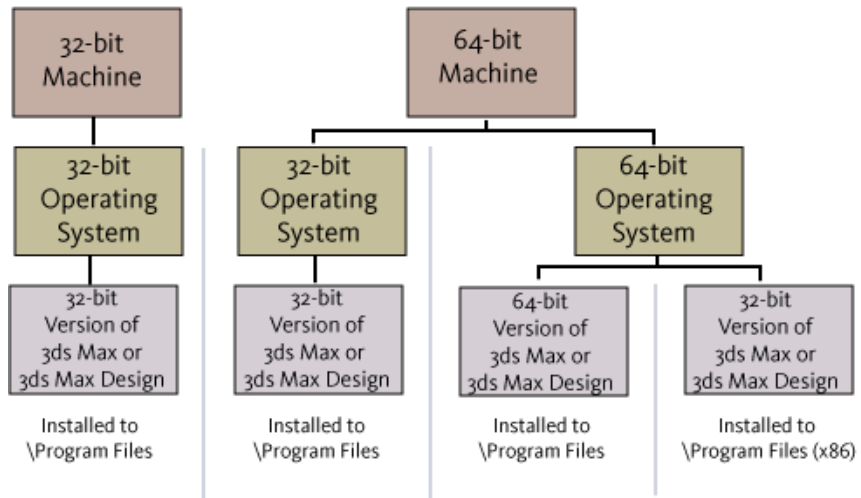 32-bit
Machine
64-bit
Machine
32-bit
Operating
System
32-bit
Operating
System
64-bit
Operating
System
32-bit
Version of
3ds Max or
3ds Max Design
32-bit
Version of
3ds Max or
3ds Max Design
64-bit
Version of
3ds Max or
3ds Max Design
32-bit
Version of
3ds Max or
3ds Max Design
Installed to
\Program Files
Installed to
\Program Files
Installed to
\Program Files
Installed to
\Program Files (x86)